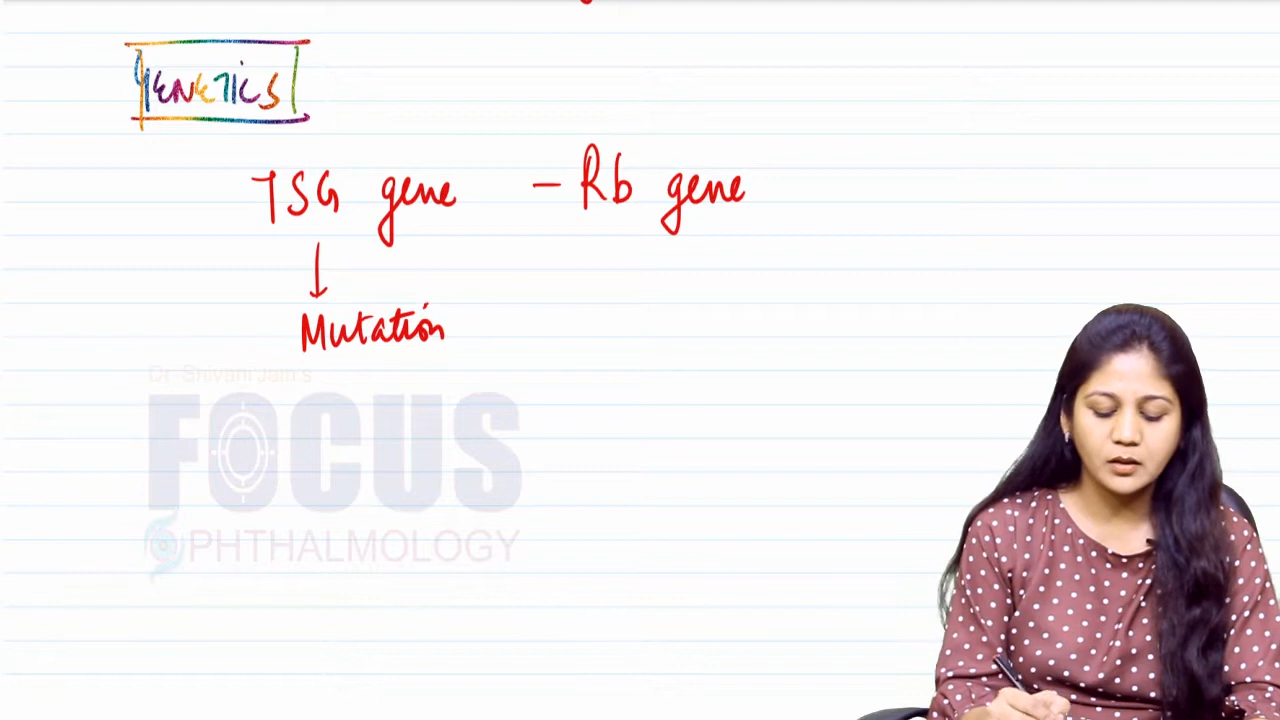 GENETICS
TSG gene - Rb gene
↓
Mutation
Dr. Shivani Jain's
FOCUS
OPHTHALMOLOGY